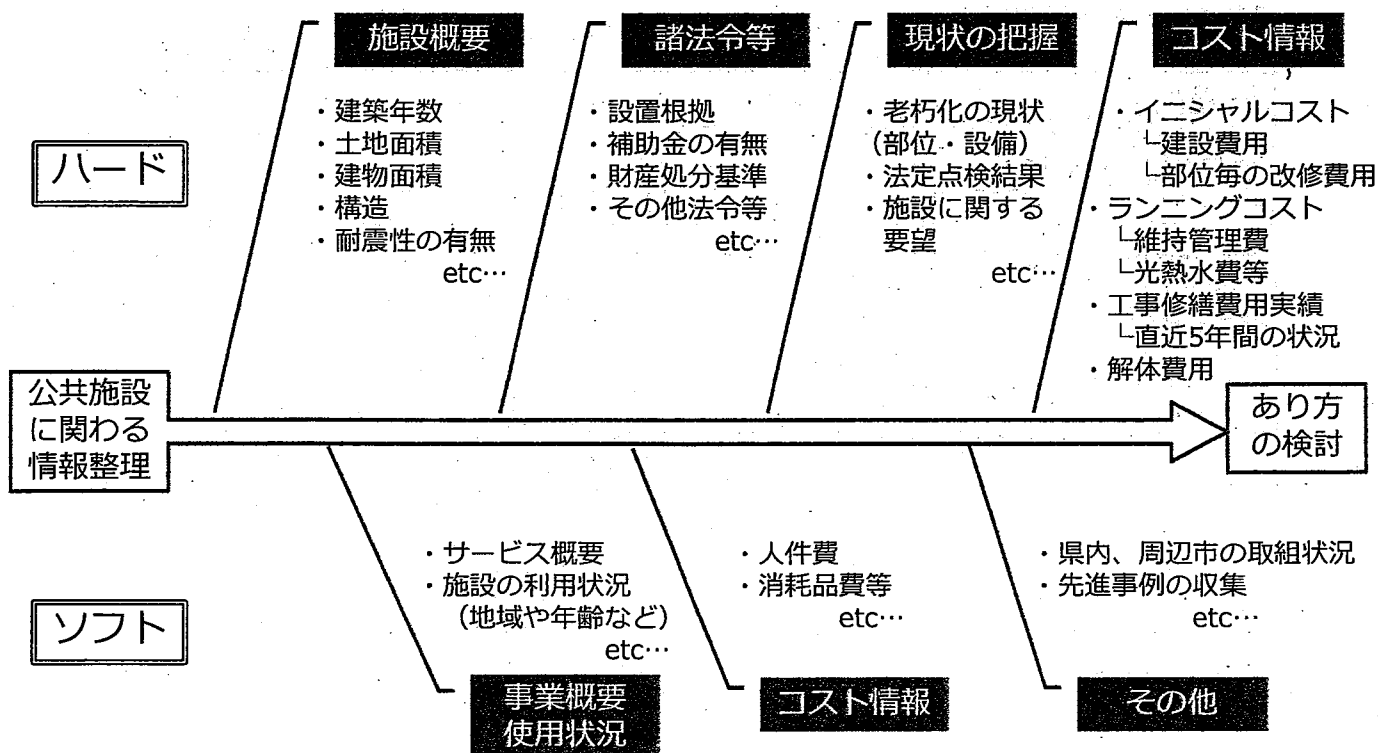 施設概要
・建築年数
・土地面積
・建物面積
・構造
・耐震性の有無
etc…
諸法令等
・設置根拠
・補助金の有無
・財産処分基準
・その他法令等
etc…
現状の把握
・老朽化の現状
（部位・設備）
・法定点検結果
・施設に関する
要望
etc…
コスト情報
・イニシャルコスト
└建設費用
└部位毎の改修費用
・ランニングコスト
└維持管理費
└光熱水費等
・工事修繕費用実績
└直近5年間の状況
・解体費用
ハード
公共施設
に関わる
情報整理
あり方
の検討
ソフト
・サービス概要
・施設の利用状況
（地域や年齢など）
etc…
事業概要
使用状況
・人件費
・消耗品費等
etc…
コスト情報
・県内、周辺市の取組状況
・先進事例の収集
etc…
その他